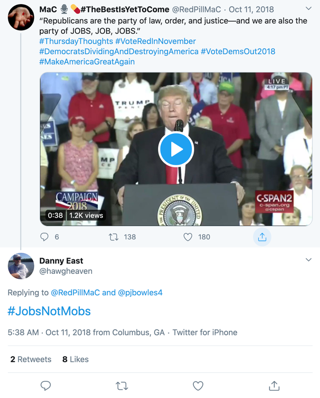 MaC 🎙💊#TheBestIsYetToCome @RedPillMaC · Oct 11, 2018
“Republicans are the party of law, order, and justice—and we are also the
party of JOBS, JOB, JOBS.”
#ThursdayThoughts #VoteRedInNovember
#DemocratsDividingAndDestroyingAmerica #VoteDemsOut2018
#MakeAmericaGreatAgain
LIVE
TRUMP
CAMPAIGN
2018
C-SPAN2
c-span.org
0:38 1.2K views
6 138 180
Danny East
@hawgheaven
Replying to @RedPillMaC and @pjbowles4
#JobsNotMobs
5:38 AM · Oct 11, 2018 from Columbus, GA · Twitter for iPhone
2 Retweets 8 Likes